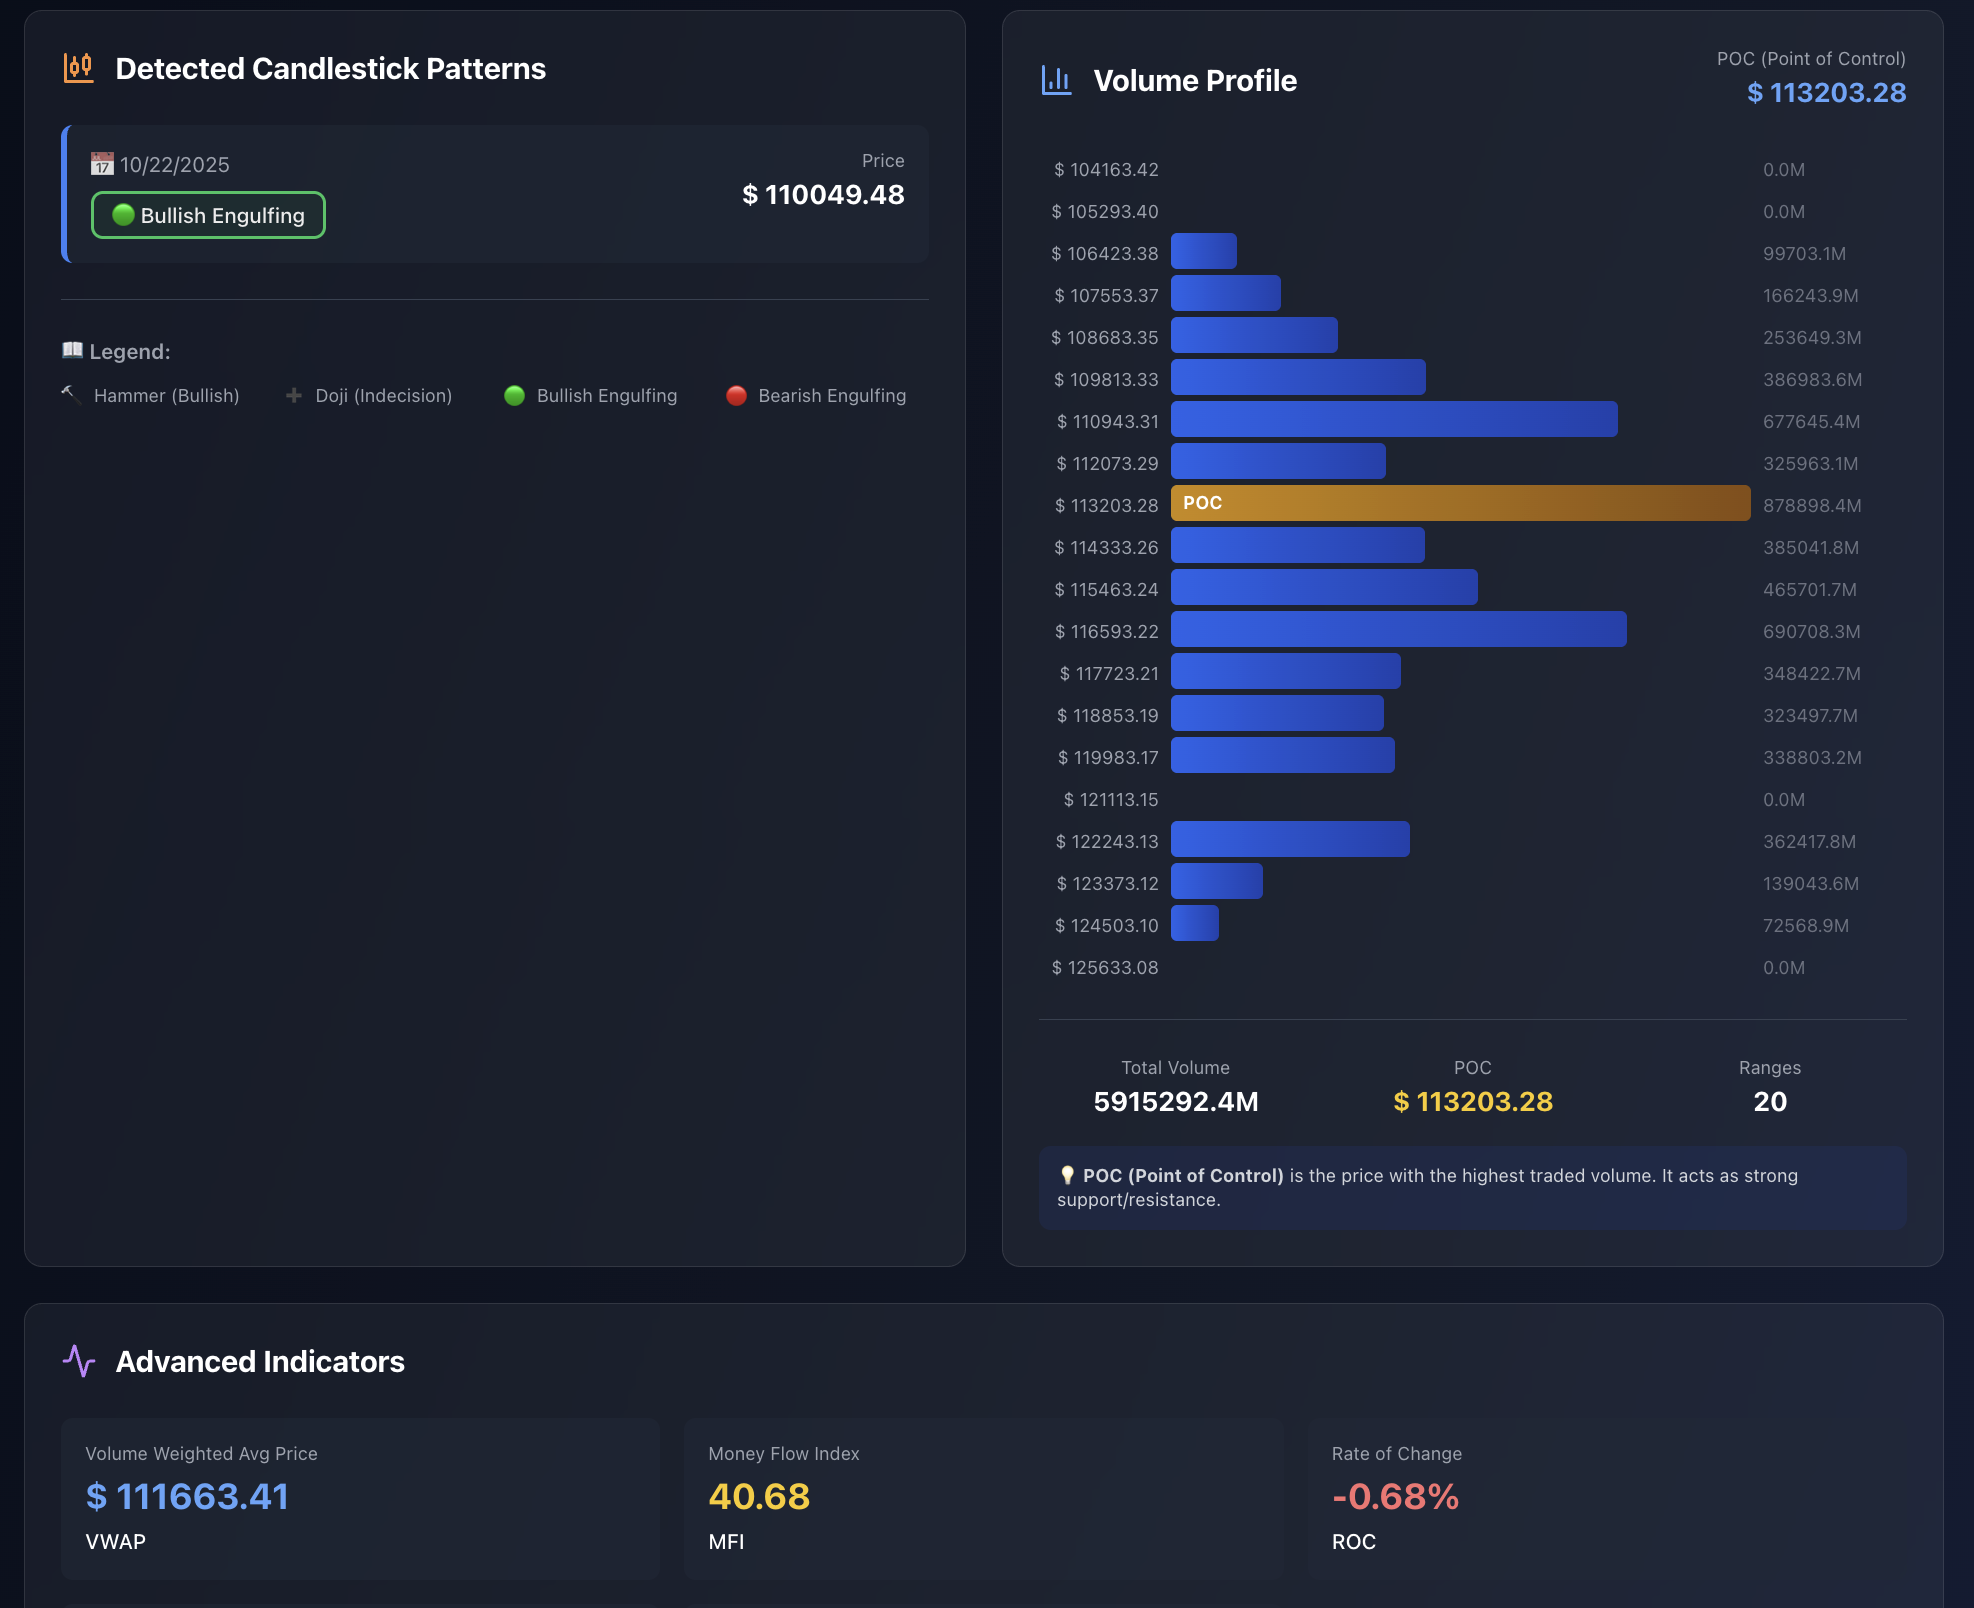 Detected Candlestick Patterns
10/22/2025
Bullish Engulfing
Price
$ 110049.48
Legend:
Hammer (Bullish)
Doji (Indecision)
Bullish Engulfing
Bearish Engulfing
Volume Profile
POC (Point of Control)
$ 113203.28
$ 104163.42 0.0M
$ 105293.40 0.0M
$ 106423.38 99703.1M
$ 107553.37 166243.9M
$ 108683.35 253649.3M
$ 109813.33 386983.6M
$ 110943.31 677645.4M
$ 112073.29 325963.1M
$ 113203.28 POC 878898.4M
$ 114333.26 385041.8M
$ 115463.24 465701.7M
$ 116593.22 690708.3M
$ 117723.21 348422.7M
$ 118853.19 323497.7M
$ 119983.17 338803.2M
$ 121113.15 0.0M
$ 122243.13 362417.8M
$ 123373.12 139043.6M
$ 124503.10 72568.9M
$ 125633.08 0.0M
Total Volume
5915292.4M
POC
$ 113203.28
Ranges
20
POC (Point of Control) is the price with the highest traded volume. It acts as strong
support/resistance.
Advanced Indicators
Volume Weighted Avg Price
$ 111663.41
VWAP
Money Flow Index
40.68
MFI
Rate of Change
-0.68%
ROC